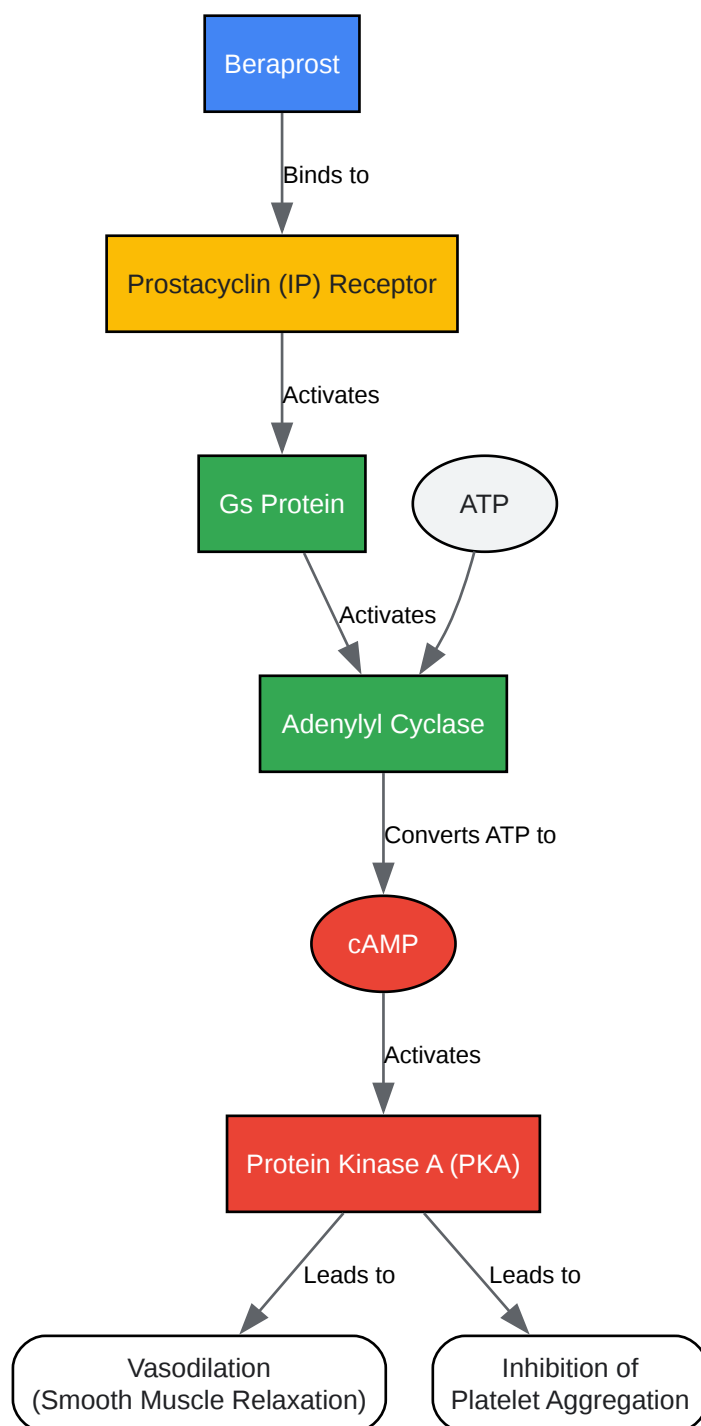 Beraprost
Binds to
Prostacyclin (IP) Receptor
Activates
Gs Protein
ATP
Activates
Adenylyl Cyclase
Converts ATP to
cAMP
Activates
Protein Kinase A (PKA)
Leads to
Leads to
Vasodilation
(Smooth Muscle Relaxation)
Inhibition of
Platelet Aggregation